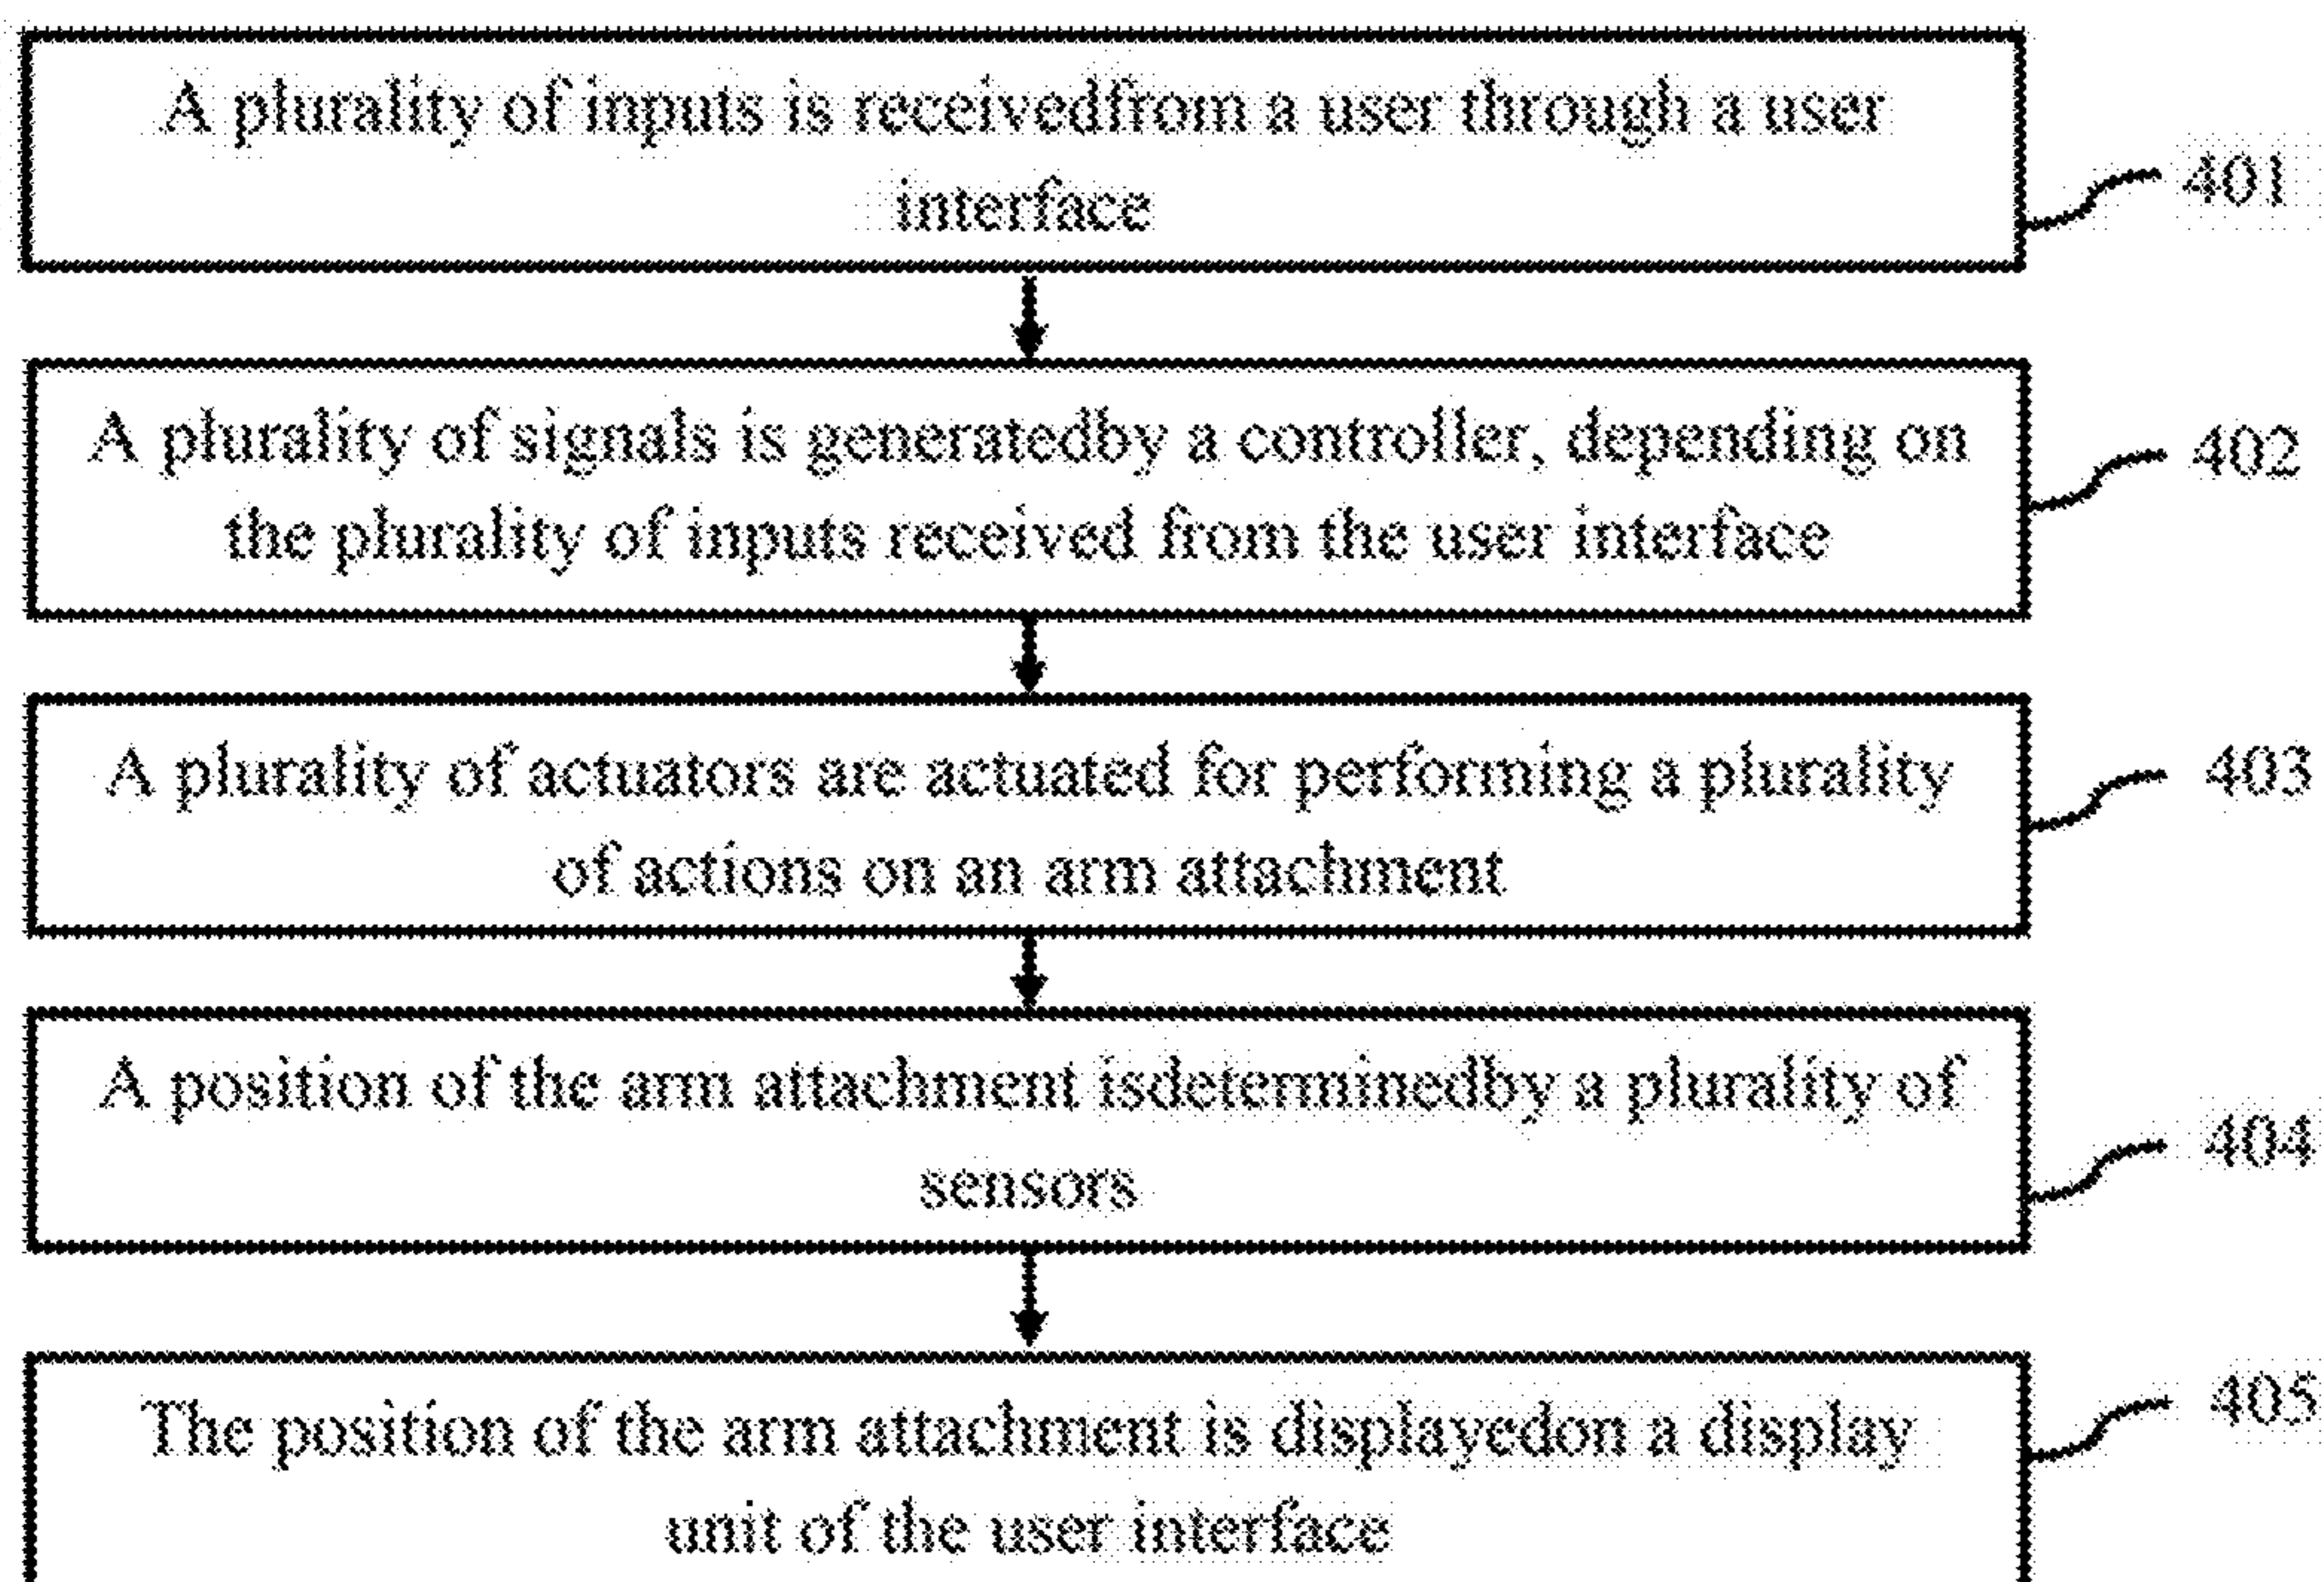 A plurality of inputs is receivedfrom a user through a user
interface
401
A plurality of signals is generatedby a controller, depending on
the plurality of inputs received from the user interface
402
A plurality of actuators are actuated for performing a plurality
of actions on an arm attachment
403
A position of the arm attachment isdeterminedby a plurality of
sensors
404
The position of the arm attachment is displayedon a display
unit of the user interface
405